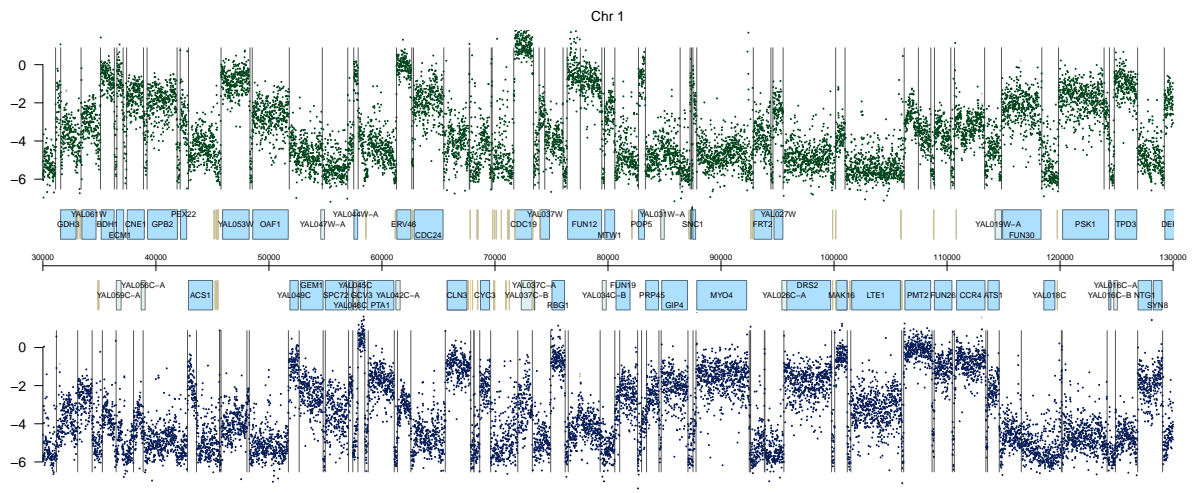 Chr 1
0
−2
−4
−6
YAL061W PEX22 YAL044W−A YAL037W YAL031W−A YAL027W
GDH3 BDH1 CNE1 GPB2 YAL053W OAF1 YAL047W−A ERV46 CDC19 FUN12 POP5 SNC1 FRT2 YAL019W−A PSK1 TPD3
ECM1 CDC24 MTW1 FUN30
30000 40000 50000 60000 70000 80000 90000 100000 110000 120000 130000
YAL056C−A GEM1 YAL045C YAL037C−A FUN19 DRS2 YAL016C−A
YAL059C−A ACS1 YAL049C SPC72 GCV3 YAL042C−A CLN3 CYC3 YAL037C−B YAL034C−B PRP45 MYO4 YAL026C−A MAK16 LTE1 PMT2 FUN26 CCR4 ATS1 YAL018C YAL016C−B NTG1
YAL046C PTA1 RBG1 GIP4 SYN8
0
−2
−4
−6